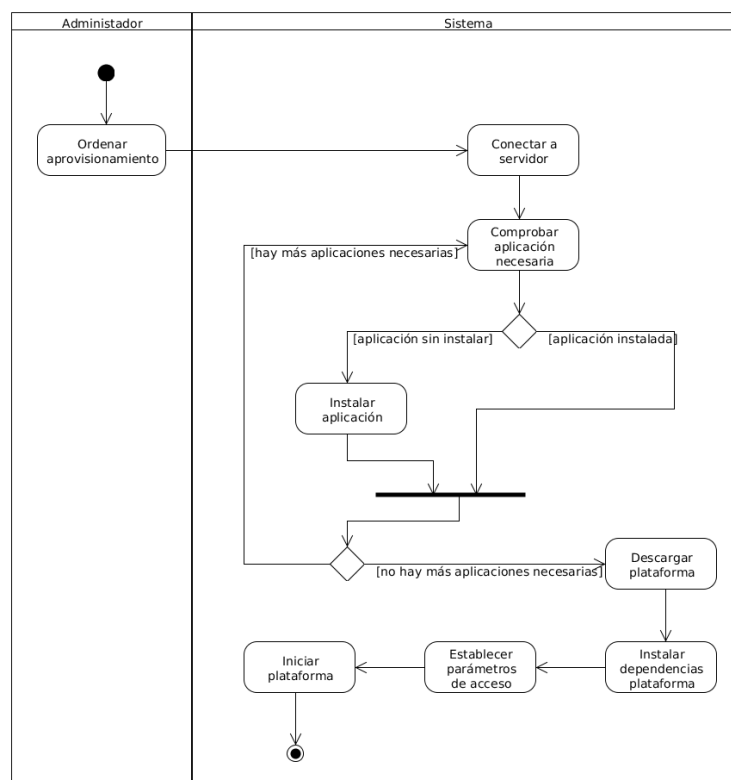 Administador
Sistema
Ordenar
aprovisionamiento
Conectar a
servidor
Comprobar
aplicación
necesaria
[hay más aplicaciones necesarias]
[aplicación sin instalar]
[aplicación instalada]
Instalar
aplicación
[no hay más aplicaciones necesarias]
Descargar
plataforma
Iniciar
plataforma
Establecer
parámetros
de acceso
Instalar
dependencias
plataforma